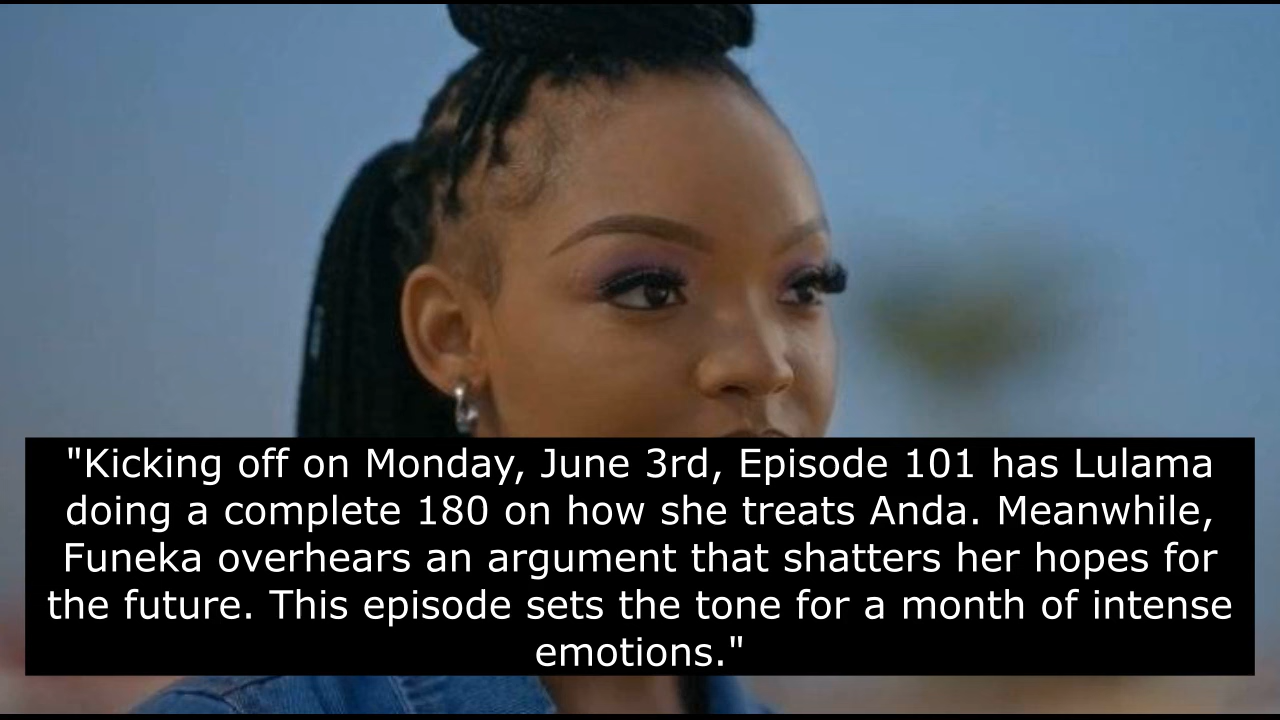 "Kicking off on Monday, June 3rd, Episode 101 has Lulama
doing a complete 180 on how she treats Anda. Meanwhile,
Funeka overhears an argument that shatters her hopes for
the future. This episode sets the tone for a month of intense
emotions."